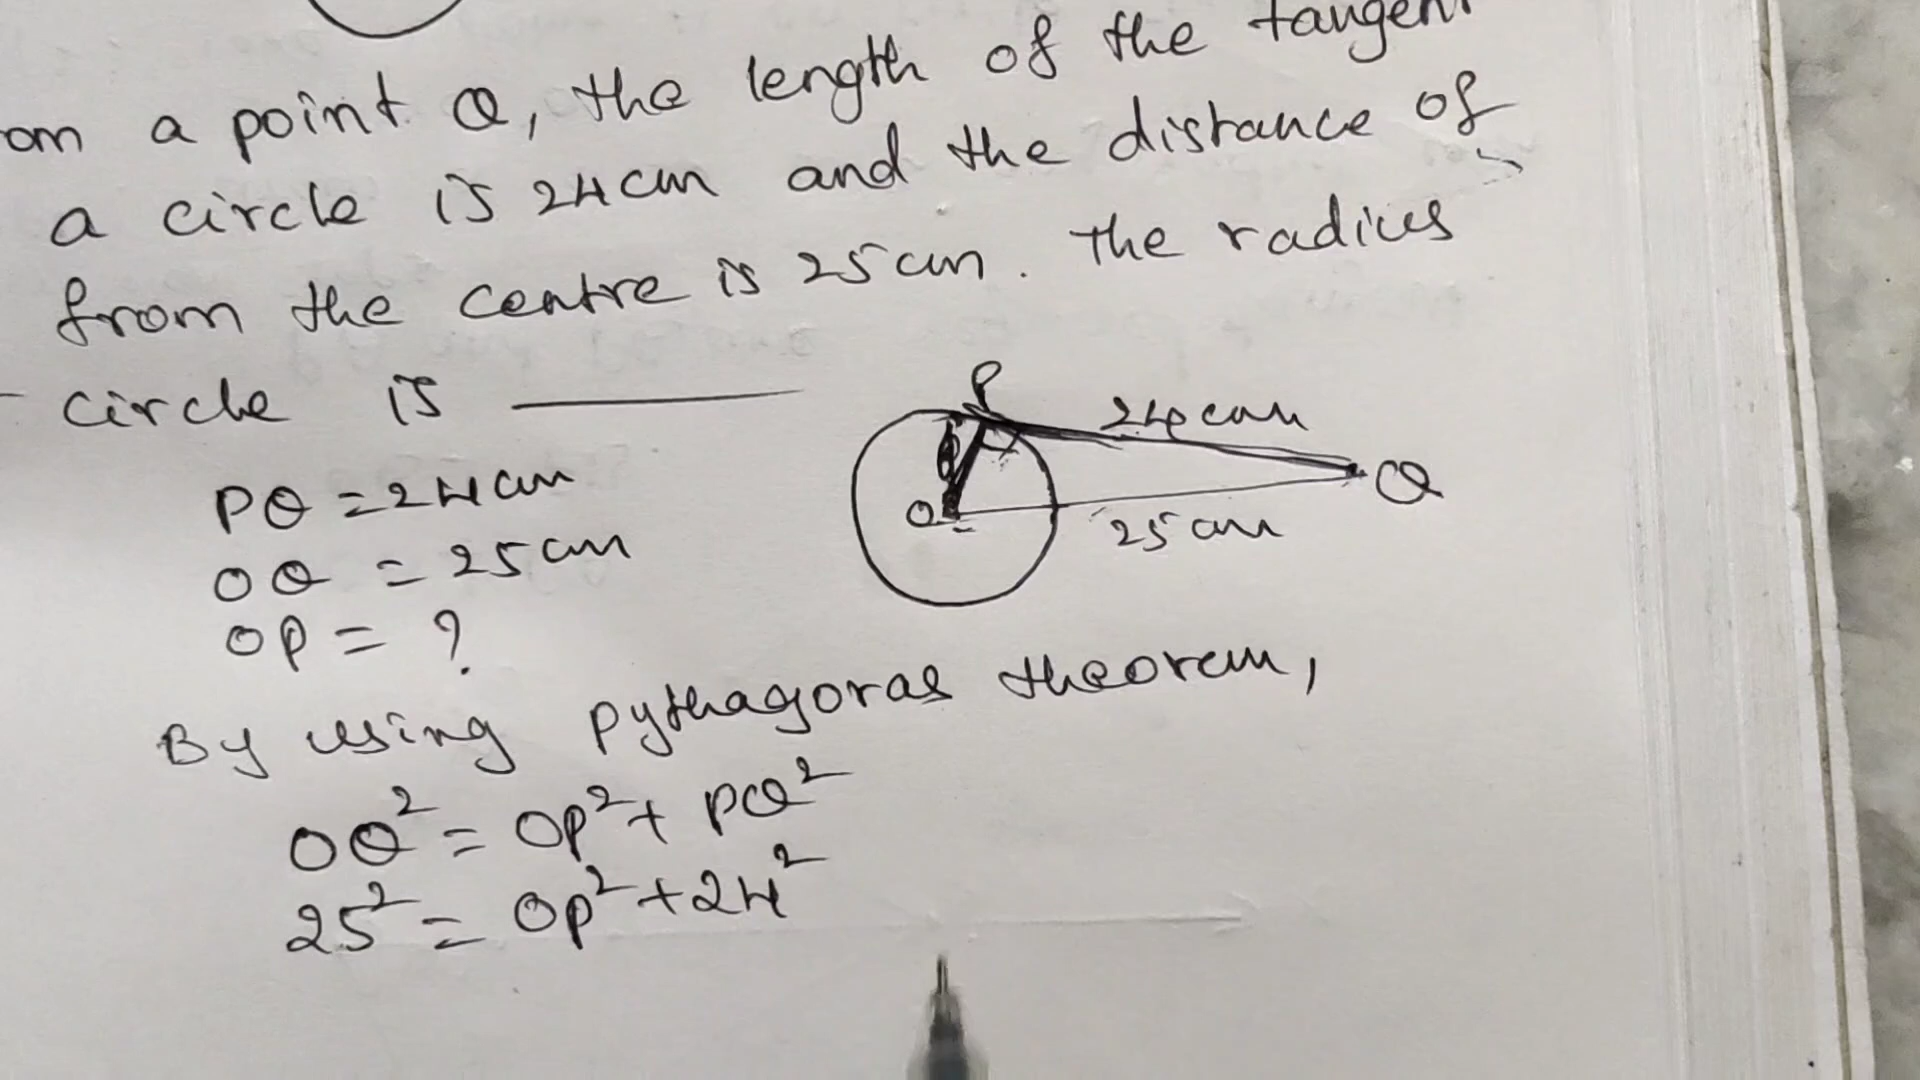 om a point Q, the length of the tangent
a circle is 24cm and the distance of
from the centre is 25cm. The radius
circle is
P
24cm
Q
O
25cm
PQ = 24cm
OQ = 25cm
OP = ?
By using pythagoras theorem,
OQ² = OP² + PQ²
25² = OP² + 24²